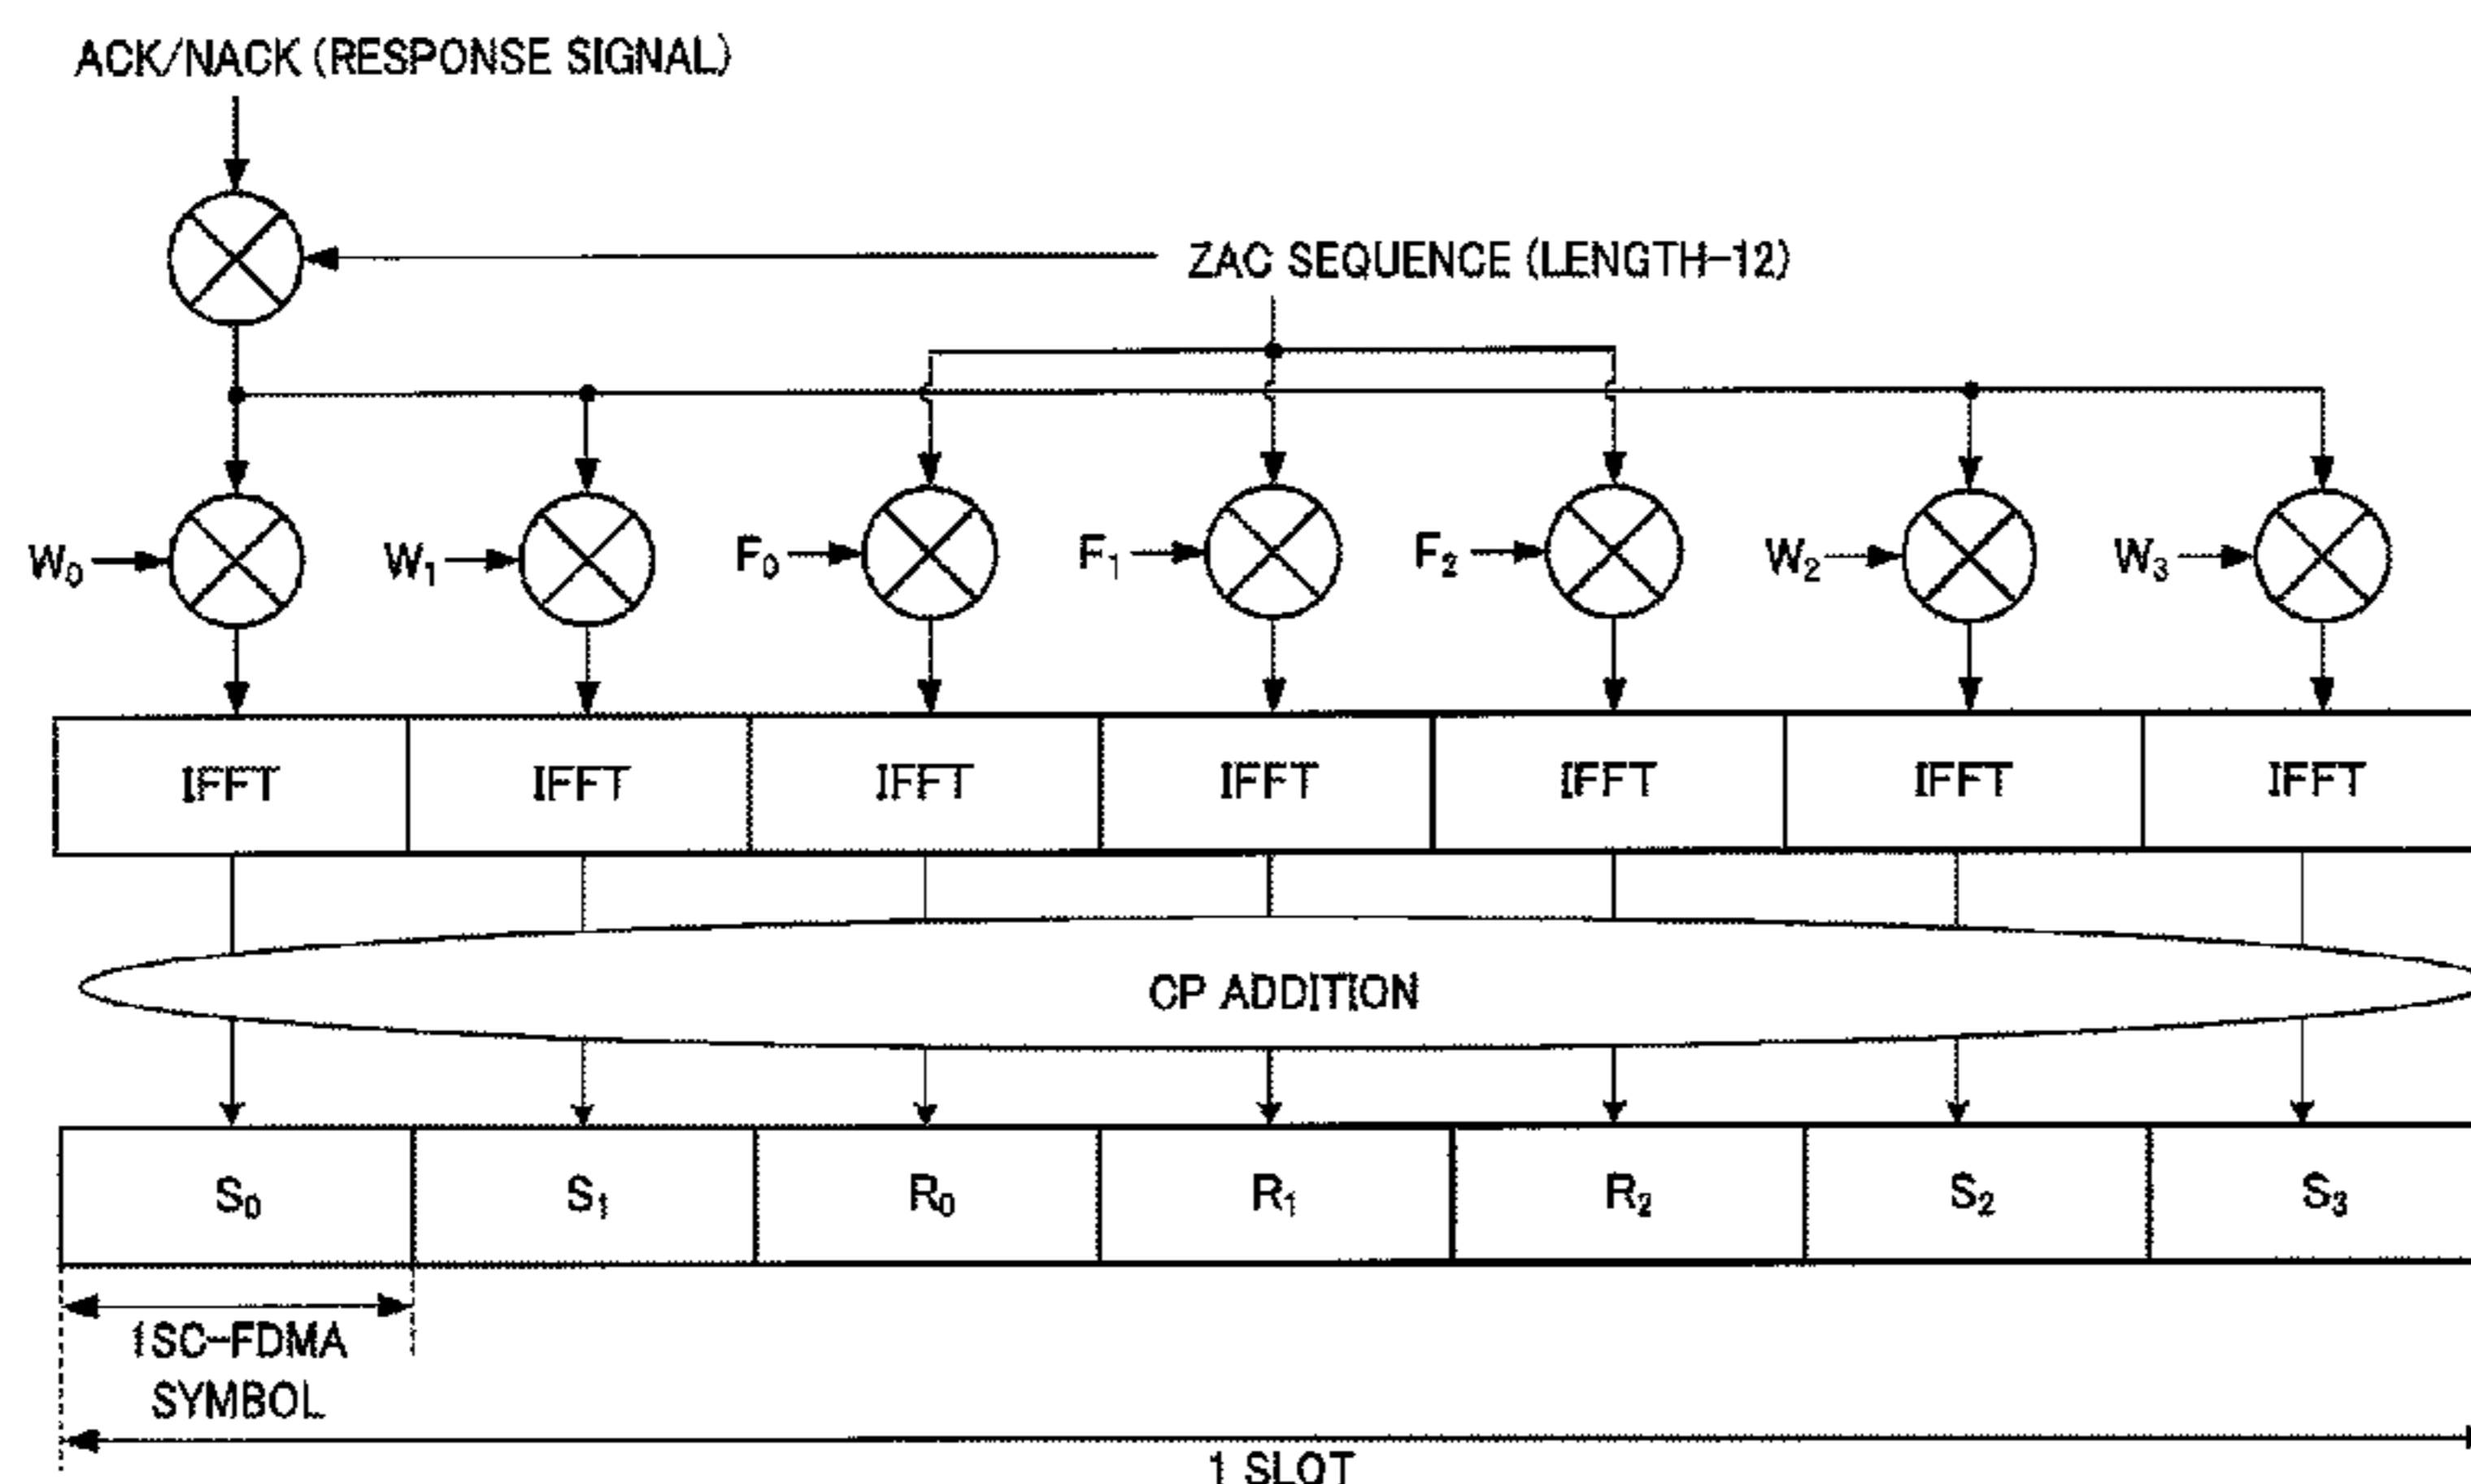 ACK/NACK (RESPONSE SIGNAL)
ZAC SEQUENCE (LENGTH-12)
W₀ W₁ F₀ F₁ F₂ W₂ W₃
IFFT IFFT IFFT IFFT IFFT IFFT IFFT
CP ADDITION
S₀ S₁ R₀ R₁ R₂ S₂ S₃
1SC-FDMA
SYMBOL
1 SLOT